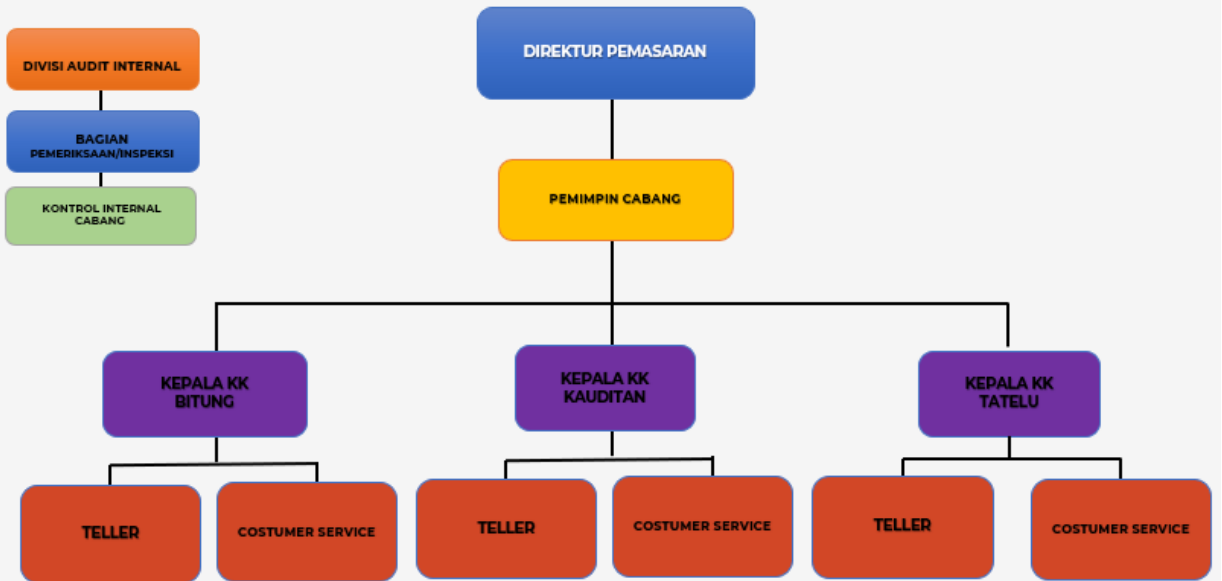 DIREKTUR PEMASARAN
DIVISI AUDIT INTERNAL
BAGIAN
PEMERIKSAAN/INSPEKSI
KONTROL INTERNAL
CABANG
PEMIMPIN CABANG
KEPALA KK
BITUNG
KEPALA KK
KAUDITAN
KEPALA KK
TATELU
TELLER
COSTUMER SERVICE
TELLER
COSTUMER SERVICE
TELLER
COSTUMER SERVICE